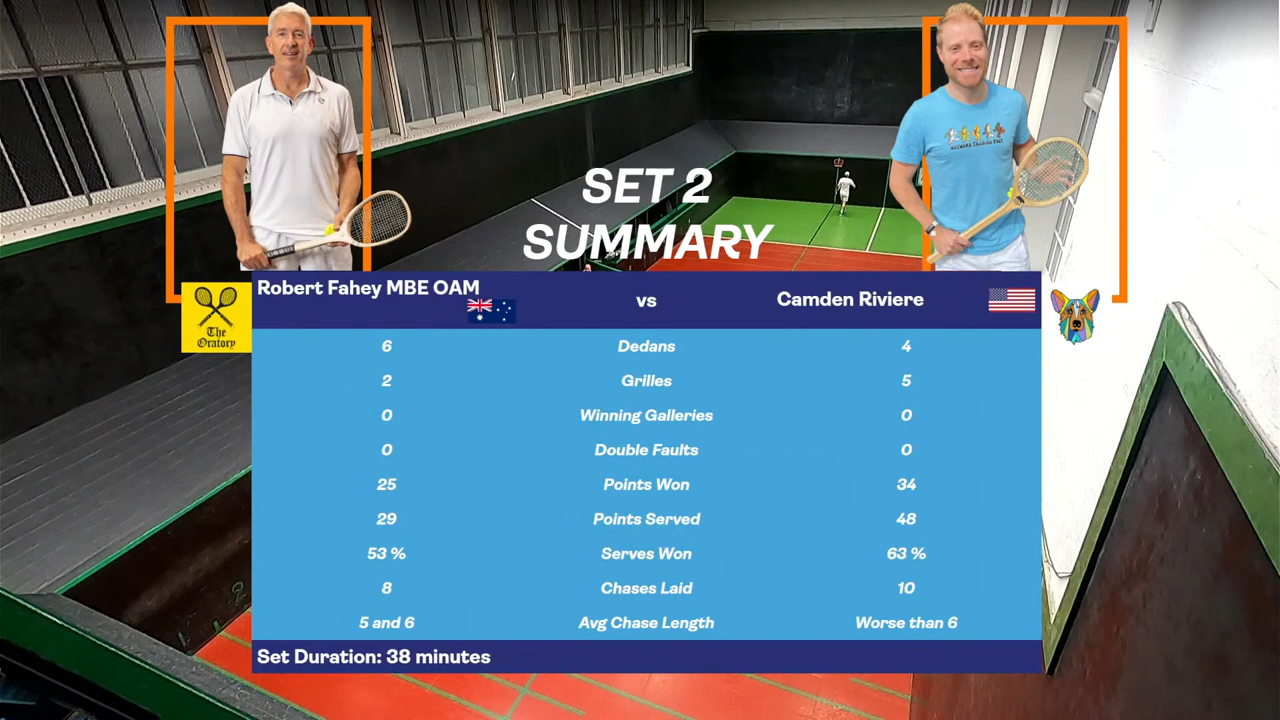 SET 2
SUMMARY
Robert Fahey MBE OAM vs Camden Riviere
The
Oratory
6 Dedans 4
2 Grilles 5
0 Winning Galleries 0
0 Double Faults 0
25 Points Won 34
29 Points Served 48
53 % Serves Won 63 %
8 Chases Laid 10
5 and 6 Avg Chase Length Worse than 6
Set Duration: 38 minutes